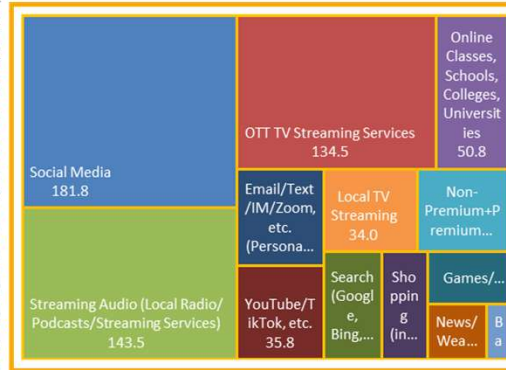 Social Media
181.8
Streaming Audio (Local Radio/
Podcasts/Streaming Services)
143.5
OTT TV Streaming Services
134.5
Online
Classes,
Schools,
Colleges,
Universit
ies
50.8
Email/Text
/IM/Zoom,
etc.
(Persona...
Local TV
Streaming
34.0
Non-
Premium+P
remium...
YouTube/T
ikTok, etc.
35.8
Search
(Googl
e,
Bing,...
Sho
ppin
g
(in...
Games/...
News/
Wea...
B
a